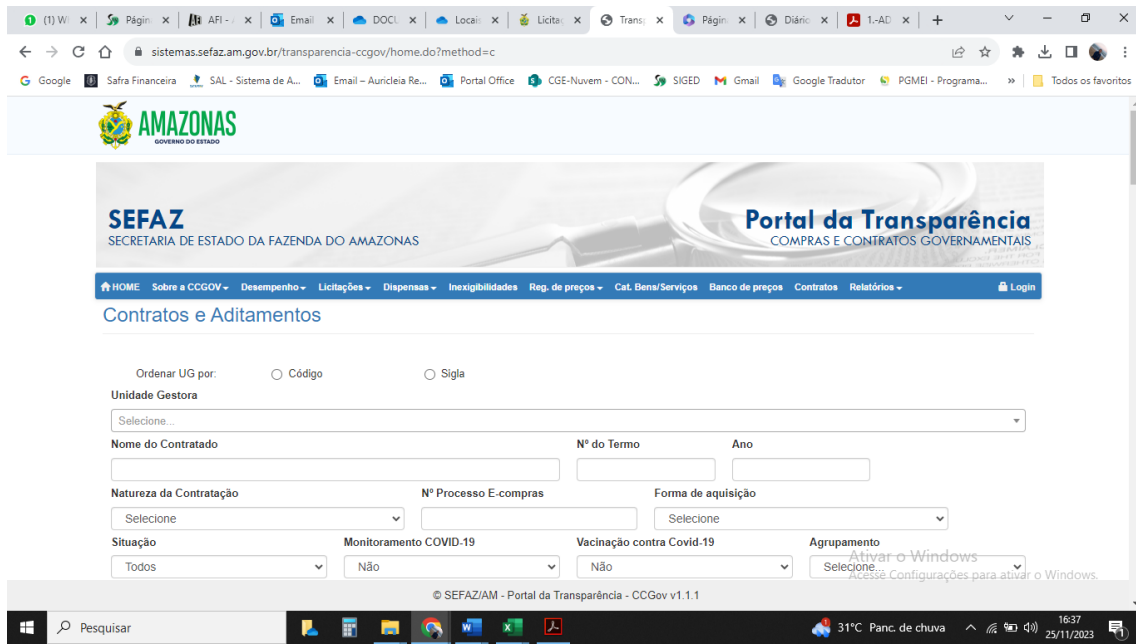 (1) Wi
Págin
AFI -
Email
DOCU
Locais
Licitaç
Transp
Págin
Diário
1.-AD
sistemas.sefaz.am.gov.br/transparencia-ccgov/home.do?method=c
Google
Safra Financeira
SAL - Sistema de A...
Email – Auricleia Re...
Portal Office
CGE-Nuvem - CON...
SIGED
Gmail
Google Tradutor
PGMEI - Programa...
»
Todos os favoritos
AMAZONAS
GOVERNO DO ESTADO
SEFAZ
SECRETARIA DE ESTADO DA FAZENDA DO AMAZONAS
Portal da Transparência
COMPRAS E CONTRATOS GOVERNAMENTAIS
HOME Sobre a CCGOV Desempenho Licitações Dispensas Inexigibilidades Reg. de preços Cat. Bens/Serviços Banco de preços Contratos Relatórios Login
Contratos e Aditamentos
Ordenar UG por: Código Sigla
Unidade Gestora
Selecione...
Nome do Contratado Nº do Termo Ano
Natureza da Contratação Nº Processo E-compras Forma de aquisição
Selecione Selecione
Situação Monitoramento COVID-19 Vacinação contra Covid-19 Agrupamento
Todos Não Não Selecione...
Ativar o Windows
Acesse Configurações para ativar o Windows.
© SEFAZ/AM - Portal da Transparência - CCGov v1.1.1
Pesquisar
31°C Panc. de chuva
16:37
25/11/2023